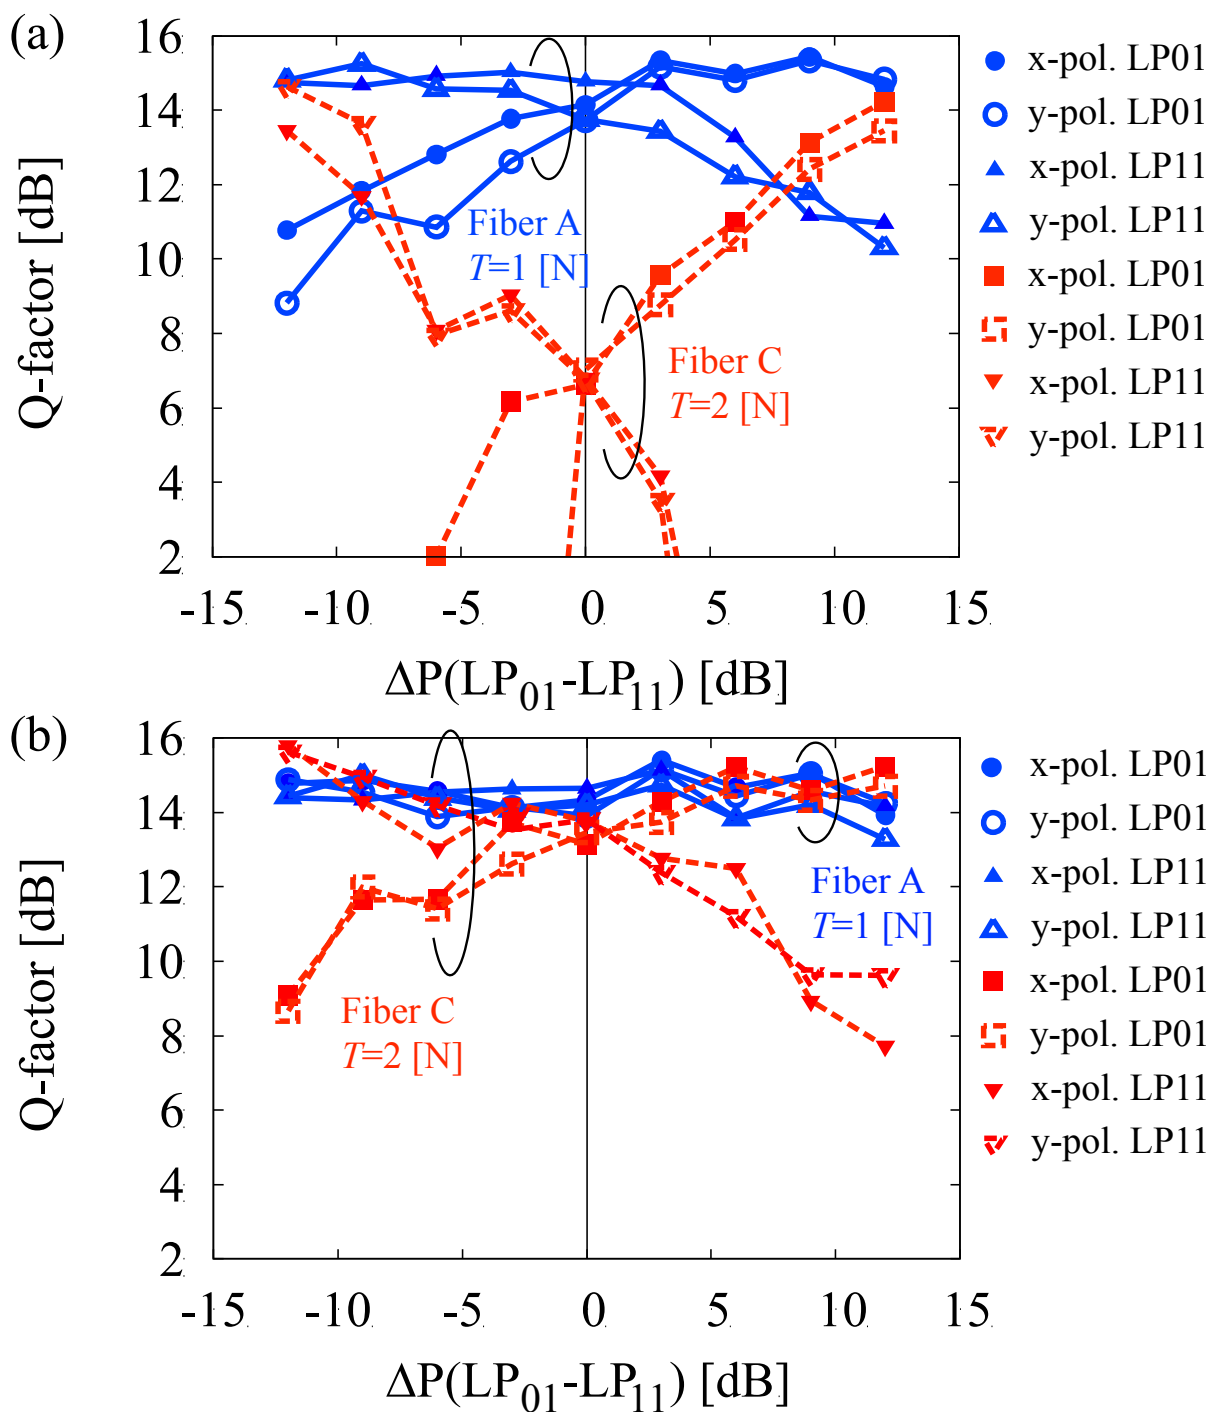 (a)
16
14
12
10
8
6
4
2
Q-factor [dB]
Fiber A
T=1 [N]
Fiber C
T=2 [N]
-15 -10 -5 0 5 10 15
ΔP(LP01-LP11) [dB]
x-pol. LP01
y-pol. LP01
x-pol. LP11
y-pol. LP11
x-pol. LP01
y-pol. LP01
x-pol. LP11
y-pol. LP11
(b)
16
14
12
10
8
6
4
2
Q-factor [dB]
Fiber A
T=1 [N]
Fiber C
T=2 [N]
-15 -10 -5 0 5 10 15
ΔP(LP01-LP11) [dB]
x-pol. LP01
y-pol. LP01
x-pol. LP11
y-pol. LP11
x-pol. LP01
y-pol. LP01
x-pol. LP11
y-pol. LP11